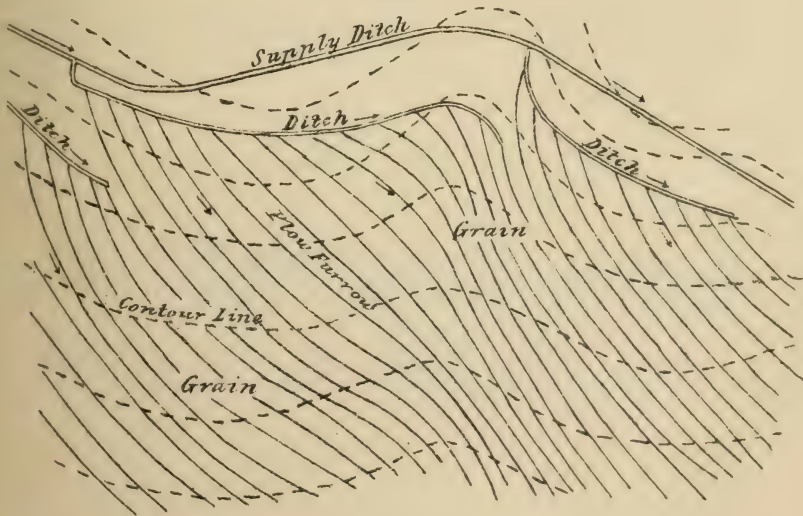 Supply Ditch
Ditch
Ditch
Ditch
Grain
Plow Furrow
Contour Line
Grain